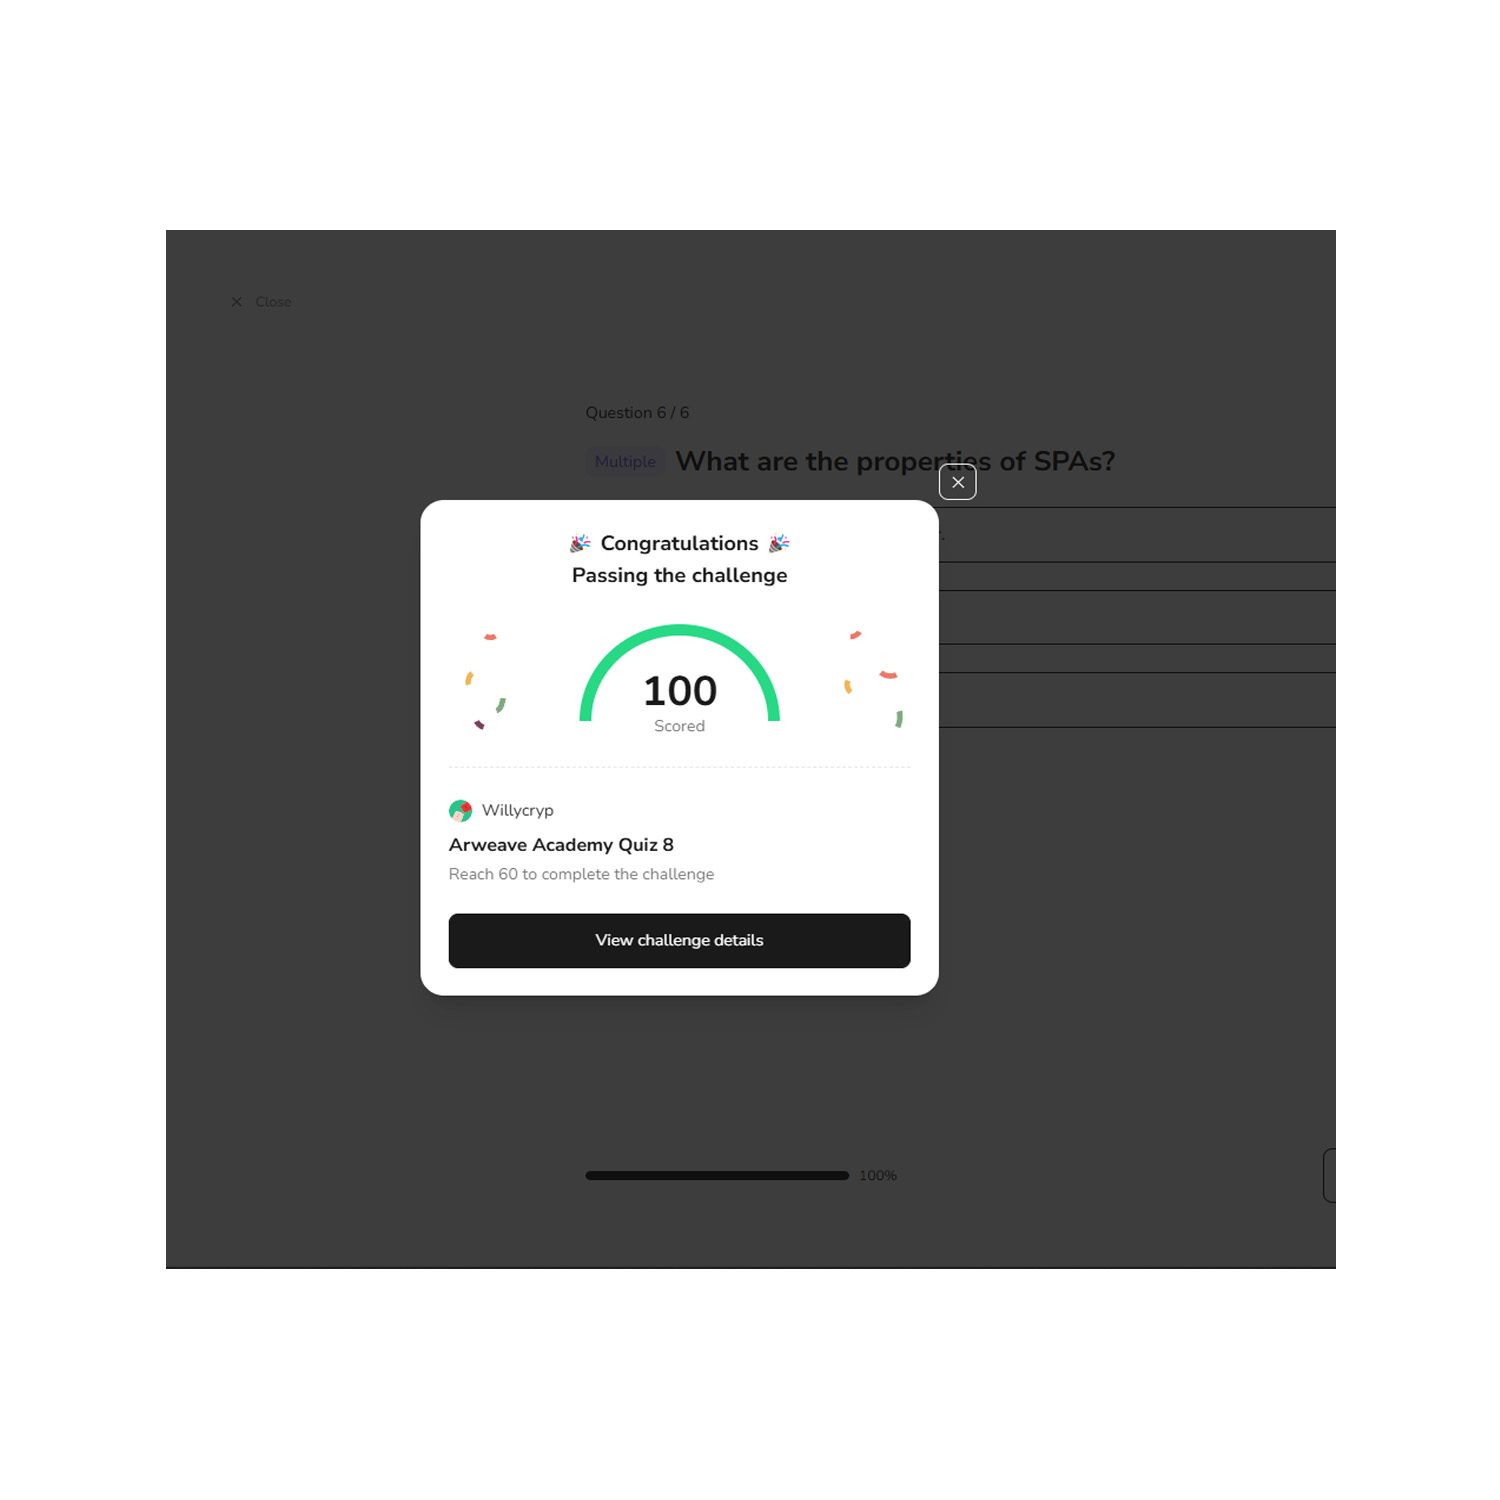 Close
Question 6 / 6
Multiple What are the properties of SPAs?
Congratulations
Passing the challenge
100
Scored
Willycryp
Arweave Academy Quiz 8
Reach 60 to complete the challenge
View challenge details
100%